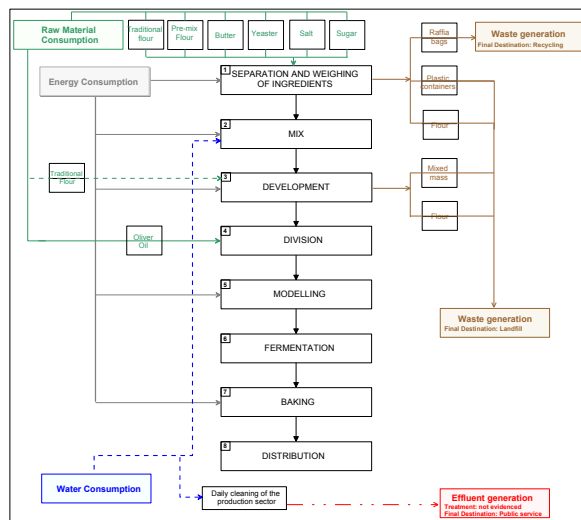 Raw Material
Consumption
Traditional
flour
Pre-mix
Flour
Butter
Yeaster
Salt
Sugar
Raffia
bags
Waste generation
Final Destination: Recycling
Energy Consumption
1
SEPARATION AND WEIGHING
OF INGREDIENTS
Plastic
containers
2
MIX
Flour
Traditional
Flour
3
DEVELOPMENT
Mixed
mass
Flour
Oliver
Oil
4
DIVISION
5
MODELLING
Waste generation
Final Destination: Landfill
6
FERMENTATION
7
BAKING
8
DISTRIBUTION
Water Consumption
Daily cleaning of the
production sector
Effluent generation
Treatment: not evidenced
Final Destination: Public service